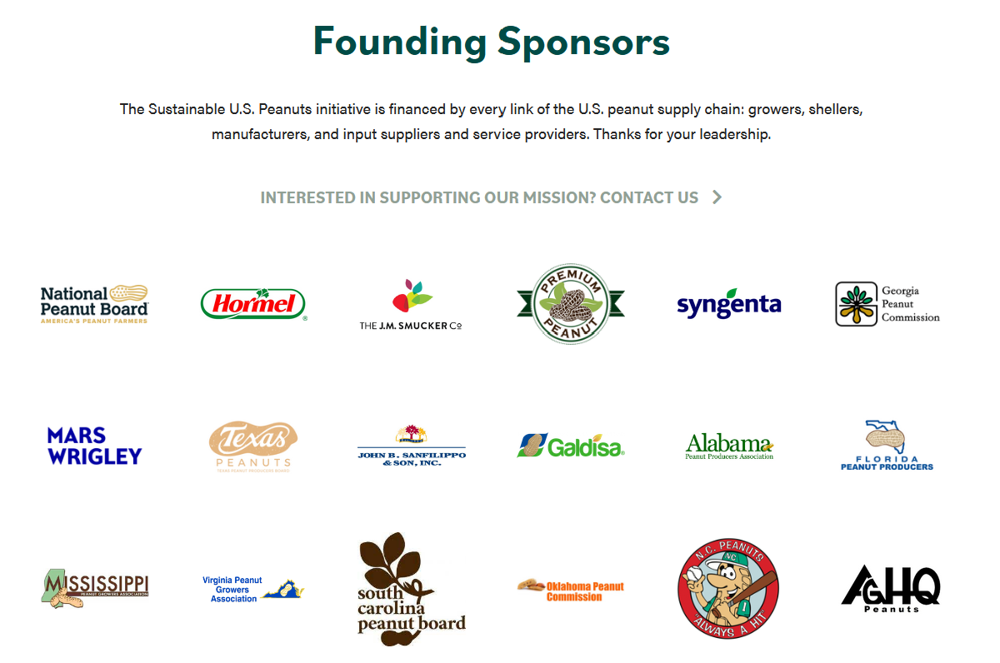 Founding Sponsors
The Sustainable U.S. Peanuts initiative is financed by every link of the U.S. peanut supply chain: growers, shellers,
manufacturers, and input suppliers and service providers. Thanks for your leadership.
INTERESTED IN SUPPORTING OUR MISSION? CONTACT US
National
Peanut Board
AMERICA'S PEANUT FARMERS
Hormel
®
THE J.M. SMUCKER Co
PREMIUM
PEANUT
syngenta
Georgia
Peanut
Commission
MARS
WRIGLEY
Texas
PEANUTS
TEXAS PEANUT PRODUCERS BOARD
JOHN B. SANFILIPPO
& SON, INC.
Galdisa®
Alabama
Peanut Producers Association
FLORIDA
PEANUT PRODUCERS
MISSISSIPPI
PEANUT GROWERS ASSOCIATION
Virginia Peanut
Growers
Association
south
carolina
peanut board
Oklahoma Peanut
Commission
N.C. PEANUTS
NC
"ALWAYS A HIT"
AGHQ
Peanuts